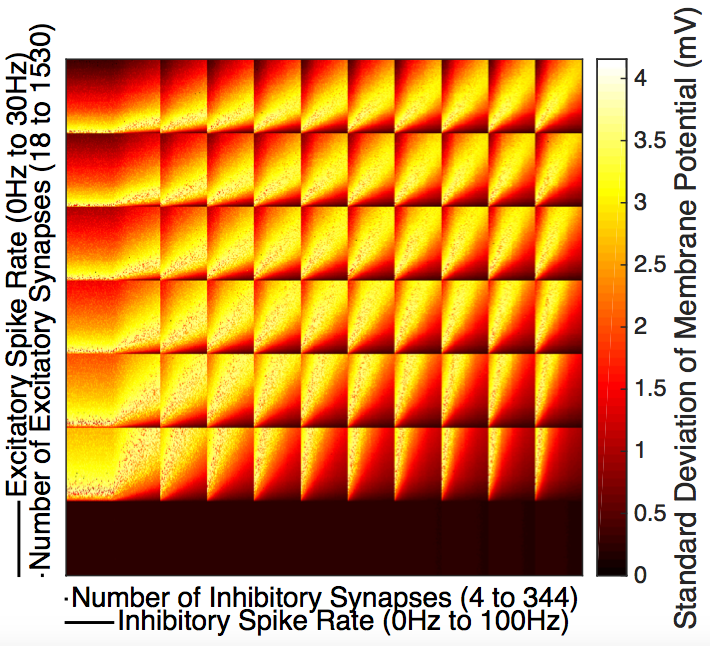 Excitatory Spike Rate (0Hz to 30Hz)
Number of Excitatory Synapses (18 to 1530)
4
3.5
3
2.5
2
1.5
1
0.5
0
Standard Deviation of Membrane Potential (mV)
Number of Inhibitory Synapses (4 to 344)
Inhibitory Spike Rate (0Hz to 100Hz)